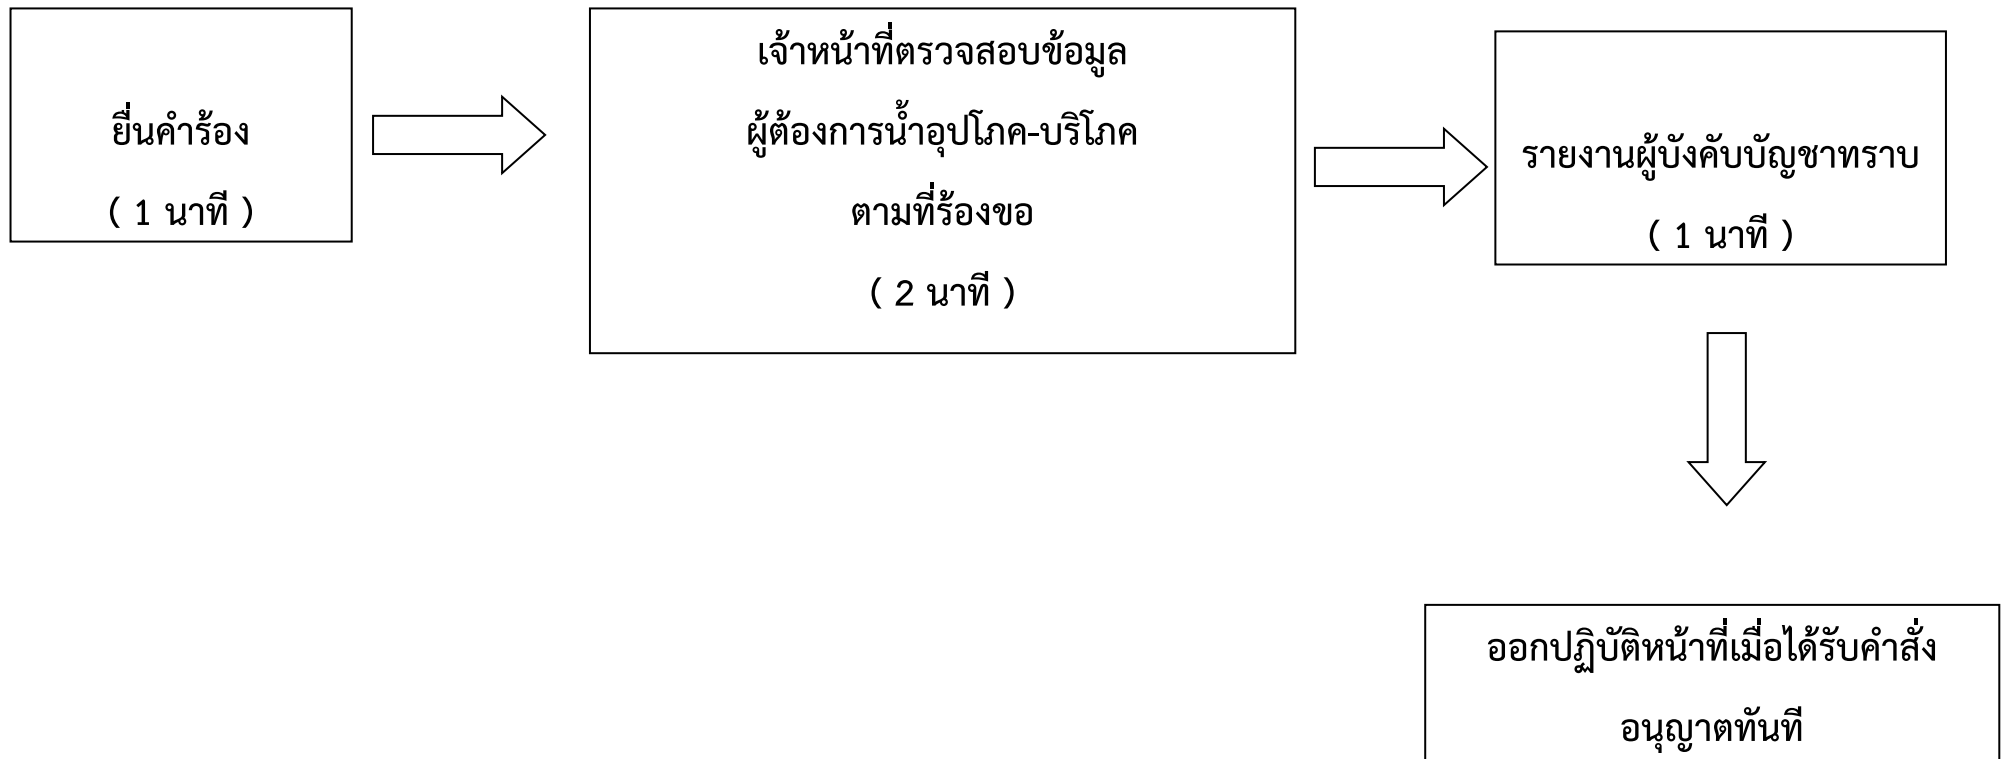 ยื่นคำร้อง
( 1 นาที )
เจ้าหน้าที่ตรวจสอบข้อมูล
ผู้ต้องการน้ำอุปโภค-บริโภค
ตามที่ร้องขอ
( 2 นาที )
รายงานผู้บังคับบัญชาทราบ
( 1 นาที )
ออกปฏิบัติหน้าที่เมื่อได้รับคำสั่ง
อนุญาตทันที